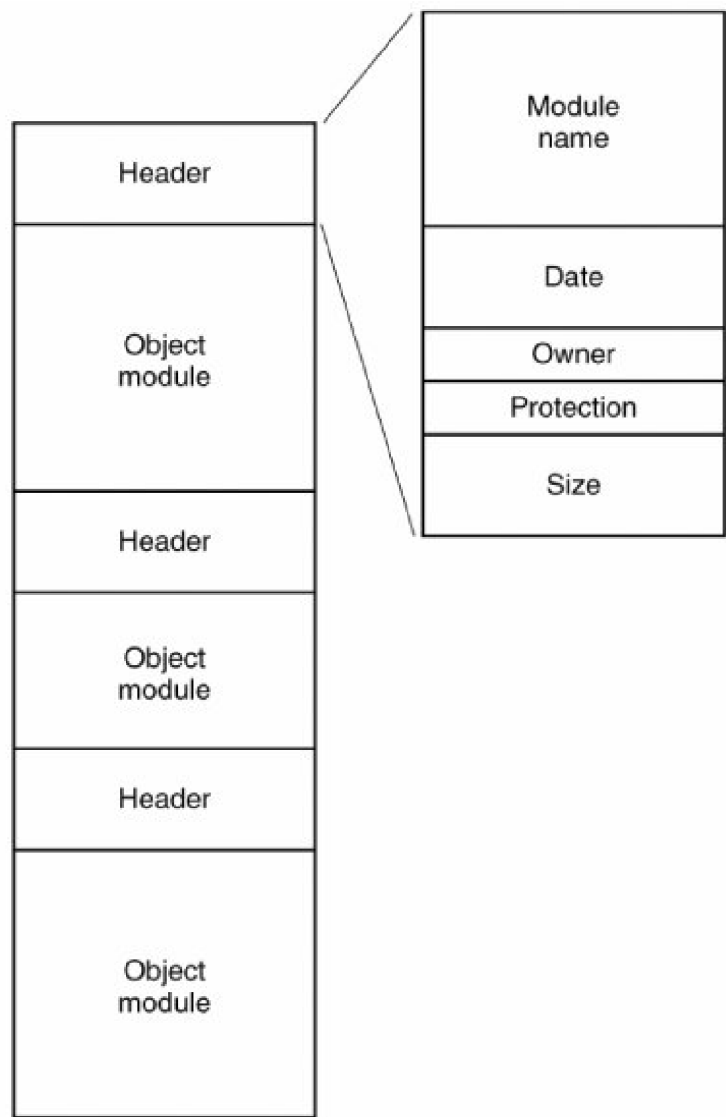 Header
Object
module
Header
Object
module
Header
Object
module
Module
name
Date
Owner
Protection
Size